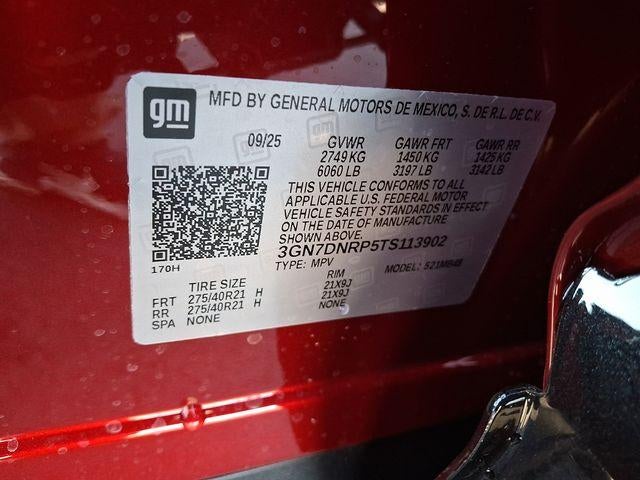 gm MFD BY GENERAL MOTORS DE MEXICO, S. DE R.L. DE C.V.
09/25 GVWR GAWR FRT GAWR RR
2749 KG 1450 KG 1425 KG
6060 LB 3197 LB 3142 LB
THIS VEHICLE CONFORMS TO ALL
APPLICABLE U.S. FEDERAL MOTOR
VEHICLE SAFETY STANDARDS IN EFFECT
ON THE DATE OF MANUFACTURE
SHOWN ABOVE.
3GN7DNRP5TS113902
170H TYPE: MPV MODEL: 521MB48
TIRE SIZE RIM
FRT 275/40R21 H 21X9J
RR 275/40R21 H 21X9J
SPA NONE NONE